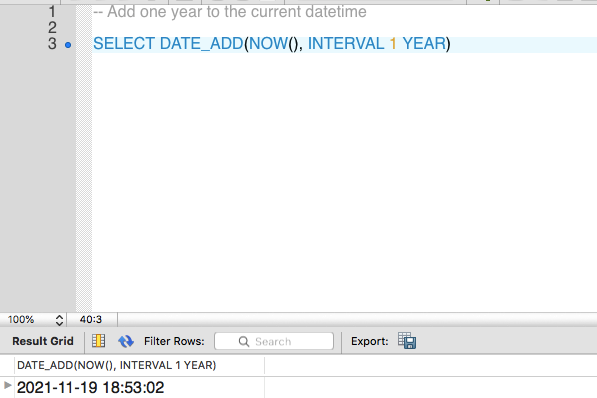 1 -- Add one year to the current datetime
2
3 SELECT DATE_ADD(NOW(), INTERVAL 1 YEAR)
100% 40:3
Result Grid Filter Rows: Search Export:
DATE_ADD(NOW(), INTERVAL 1 YEAR)
2021-11-19 18:53:02